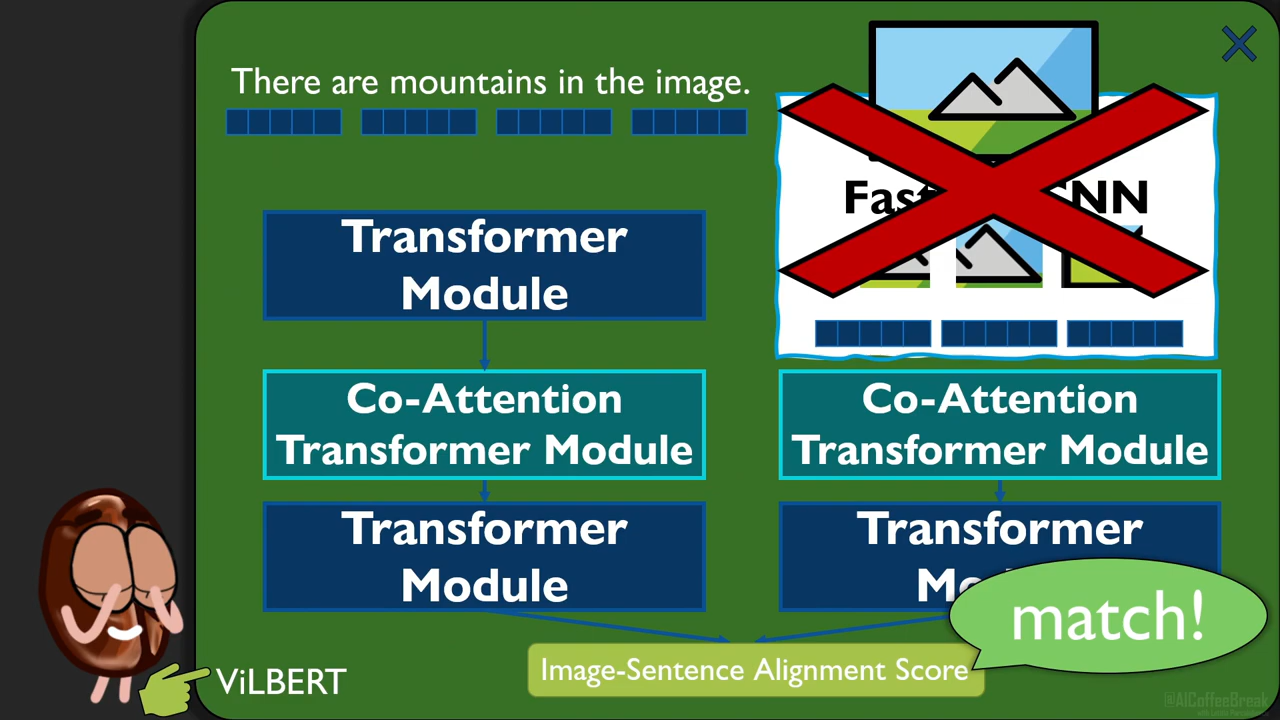 There are mountains in the image.
Transformer
Module
Co-Attention
Transformer Module
Co-Attention
Transformer Module
Transformer
Module
Transformer
match!
Image-Sentence Alignment Score
ViLBERT
@AICoffeeBreak